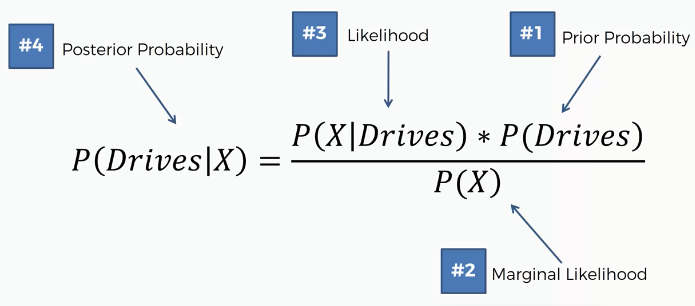 #4 Posterior Probability
#3 Likelihood
#1 Prior Probability
P(Drives|X) = P(X|Drives) * P(Drives)
P(X)
#2 Marginal Likelihood